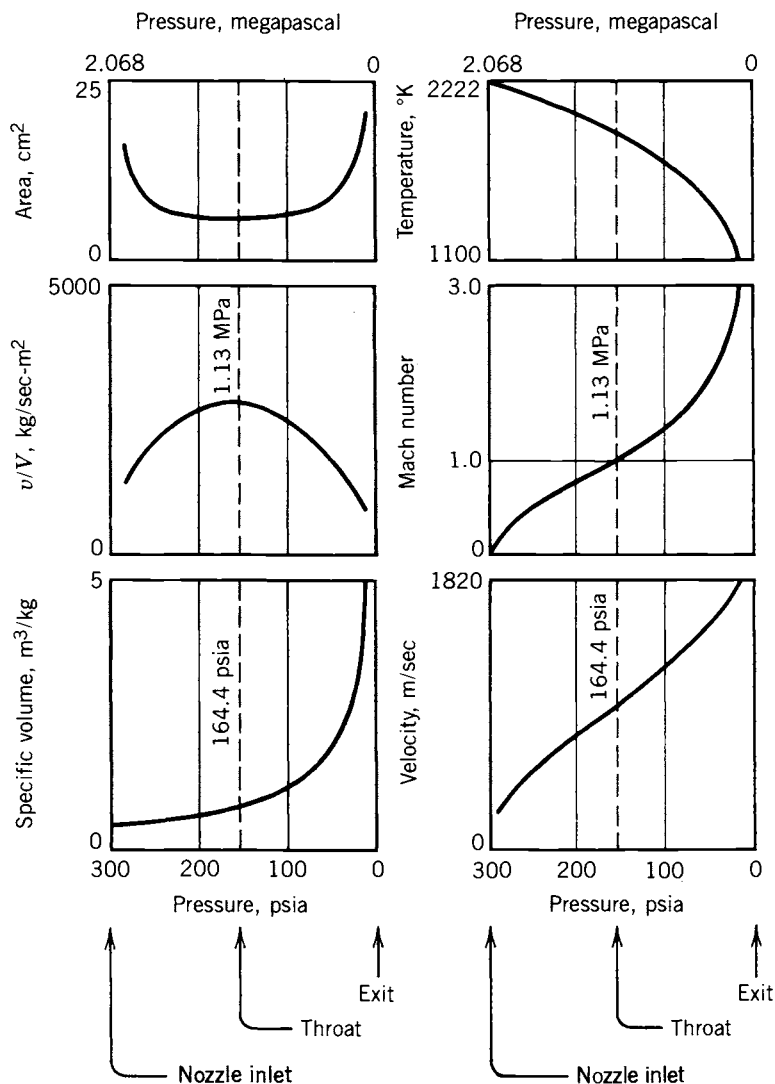 Pressure, megapascal
2.068 0
25
Area, cm²
0
5000
1.13 MPa
v/V, kg/sec-m²
0
5
164.4 psia
Specific volume, m³/kg
0
300 200 100 0
Pressure, psia
Exit
Throat
Nozzle inlet
Pressure, megapascal
2.068 0
2222
Temperature, °K
1100
3.0
1.13 MPa
Mach number
1.0
0
1820
164.4 psia
Velocity, m/sec
0
300 200 100 0
Pressure, psia
Exit
Throat
Nozzle inlet